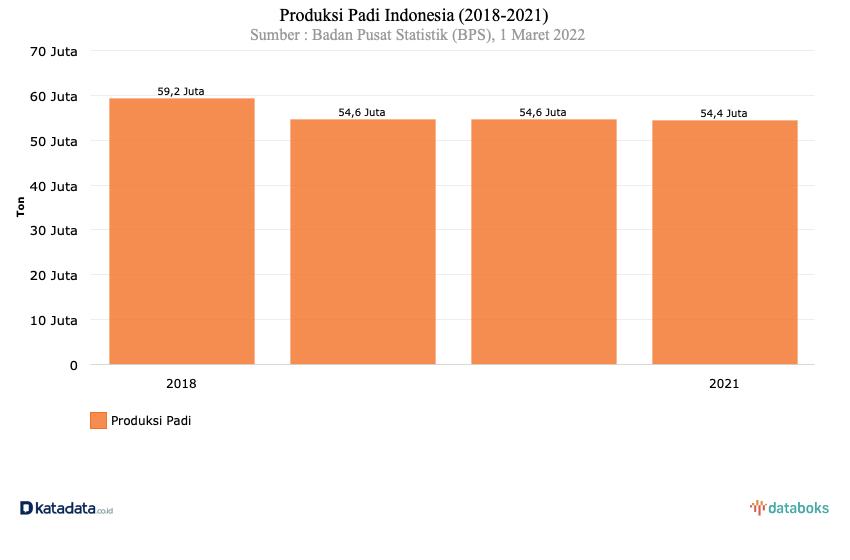 Produksi Padi Indonesia (2018-2021)
Sumber : Badan Pusat Statistik (BPS), 1 Maret 2022
70 Juta
60 Juta
50 Juta
40 Juta
30 Juta
20 Juta
10 Juta
0
Ton
59,2 Juta
54,6 Juta
54,6 Juta
54,4 Juta
2018
2021
Produksi Padi
katadata.co.id
databoks